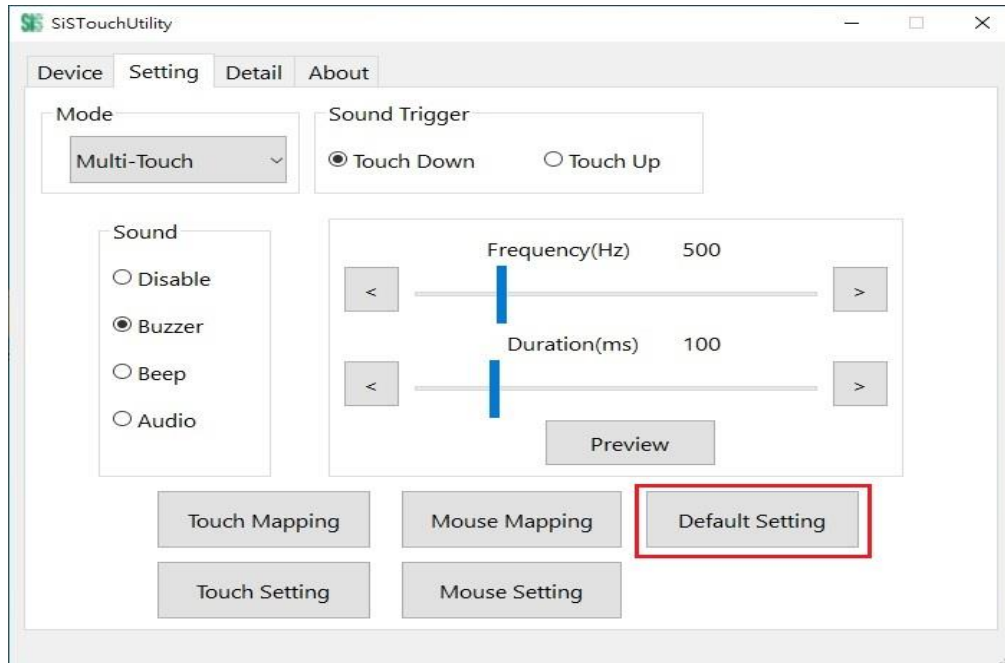 SiS SiSTouchUtility
Device Setting Detail About
Mode
Multi-Touch
Sound Trigger
Touch Down Touch Up
Sound
Disable
Buzzer
Beep
Audio
Frequency(Hz) 500
< >
Duration(ms) 100
< >
Preview
Touch Mapping Mouse Mapping Default Setting
Touch Setting Mouse Setting